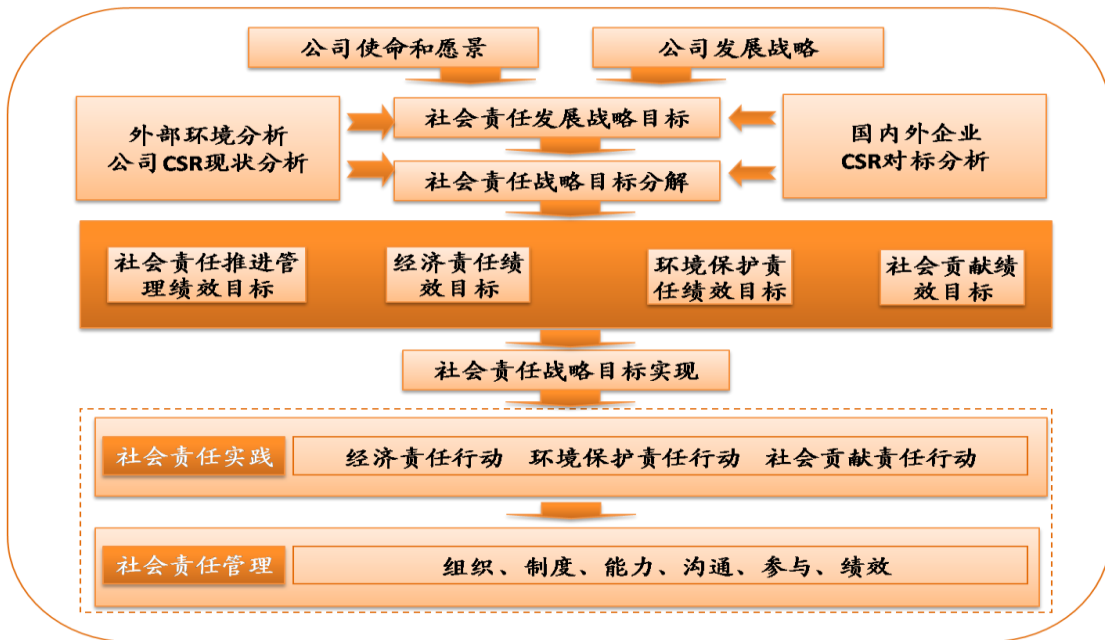 公司使命和愿景
公司发展战略
外部环境分析
公司CSR现状分析
社会责任发展战略目标
社会责任战略目标分解
国内外企业
CSR对标分析
社会责任推进管
理绩效目标
经济责任绩
效目标
环境保护责
任绩效目标
社会贡献绩
效目标
社会责任战略目标实现
社会责任实践
经济责任行动 环境保护责任行动 社会贡献责任行动
社会责任管理
组织、制度、能力、沟通、参与、绩效